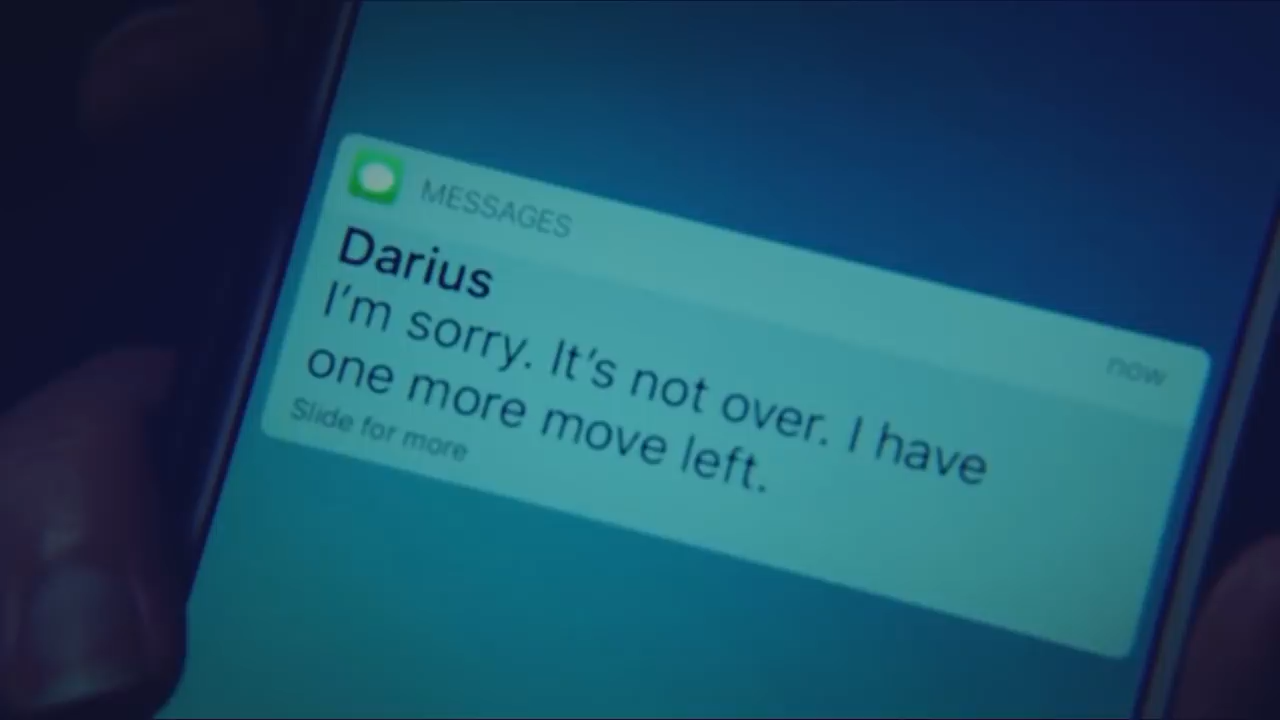 MESSAGES
now
Darius
I'm sorry. It's not over. I have
one more move left.
Slide for more